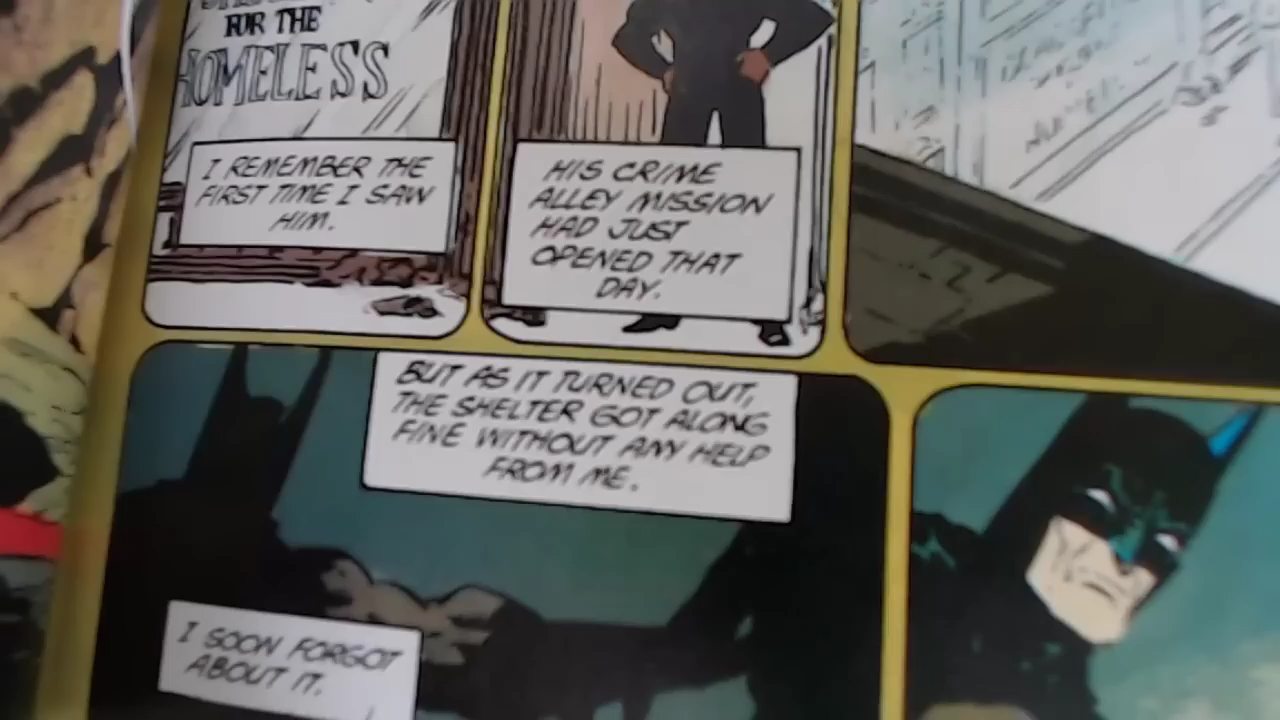 FOR THE
HOMELESS
I REMEMBER THE
FIRST TIME I SAW
HIM.
HIS CRIME
ALLEY MISSION
HAD JUST
OPENED THAT
DAY.
BUT AS IT TURNED OUT,
THE SHELTER GOT ALONG
FINE WITHOUT ANY HELP
FROM ME.
I SOON FORGOT
ABOUT IT.